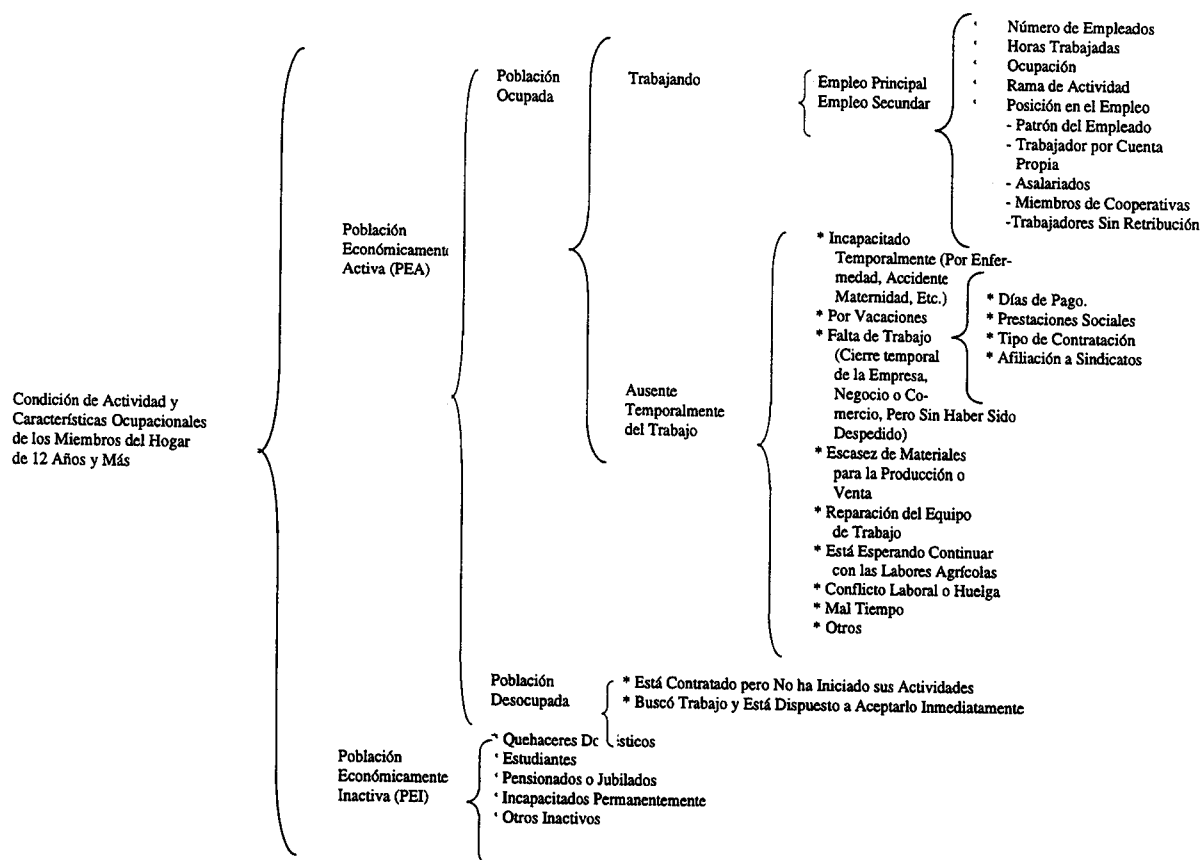 Condición de Actividad y
Características Ocupacionales
de los Miembros del Hogar
de 12 Años y Más
Población
Económicamente
Activa (PEA)
Población
Ocupada
Trabajando
Empleo Principal
Empleo Secundar
Número de Empleados
Horas Trabajadas
Ocupación
Rama de Actividad
Posición en el Empleo
- Patrón del Empleado
- Trabajador por Cuenta
Propia
- Asalariados
- Miembros de Cooperativas
-Trabajadores Sin Retribución
Ausente
Temporalmente
del Trabajo
* Incapacitado
Temporalmente (Por Enfer-
medad, Accidente
Maternidad, Etc.)
* Por Vacaciones
* Falta de Trabajo
(Cierre temporal
de la Empresa,
Negocio o Co-
mercio, Pero Sin Haber Sido
Despedido)
* Escasez de Materiales
para la Producción o
Venta
* Reparación del Equipo
de Trabajo
* Está Esperando Continuar
con las Labores Agrícolas
* Conflicto Laboral o Huelga
* Mal Tiempo
* Otros
* Días de Pago.
* Prestaciones Sociales
* Tipo de Contratación
* Afiliación a Sindicatos
Población
Desocupada
* Está Contratado pero No ha Iniciado sus Actividades
* Buscó Trabajo y Está Dispuesto a Aceptarlo Inmediatamente
Población
Económicamente
Inactiva (PEI)
Quehaceres
Estudiantes
Pensionados o Jubilados
Incapacitados Permanentemente
Otros Inactivos